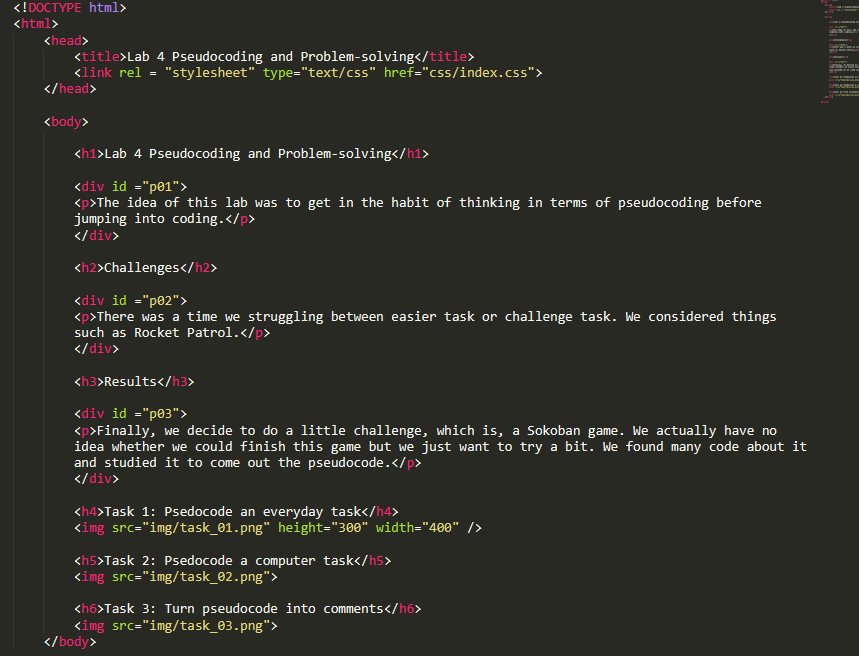 <!DOCTYPE html>
<html>
<head>
<title>Lab 4 Pseudocoding and Problem-solving</title>
<link rel = "stylesheet" type="text/css" href="css/index.css">
</head>
<body>
<h1>Lab 4 Pseudocoding and Problem-solving</h1>
<div id ="p01">
<p>The idea of this lab was to get in the habit of thinking in terms of pseudocoding before
jumping into coding.</p>
</div>
<h2>Challenges</h2>
<div id ="p02">
<p>There was a time we struggling between easier task or challenge task. We considered things
such as Rocket Patrol.</p>
</div>
<h3>Results</h3>
<div id ="p03">
<p>Finally, we decide to do a little challenge, which is, a Sokoban game. We actually have no
idea whether we could finish this game but we just want to try a bit. We found many code about it
and studied it to come out the pseudocode.</p>
</div>
<h4>Task 1: Psedocode an everyday task</h4>
<img src="img/task_01.png" height="300" width="400" />
<h5>Task 2: Psedocode a computer task</h5>
<img src="img/task_02.png">
<h6>Task 3: Turn pseudocode into comments</h6>
<img src="img/task_03.png">
</body>